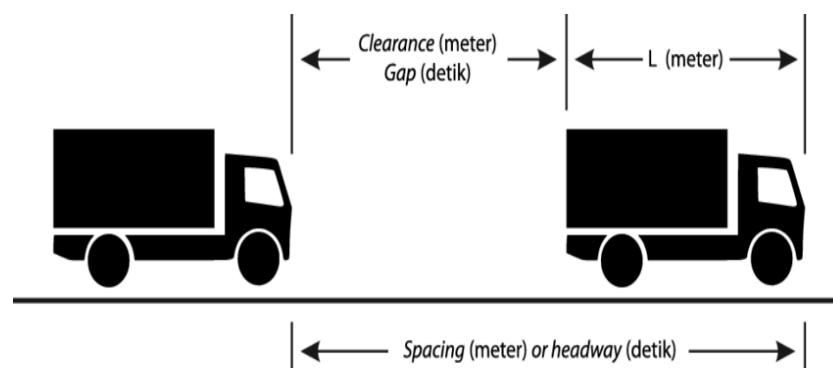 Clearance (meter)
Gap (detik)
L (meter)
Spacing (meter) or headway (detik)